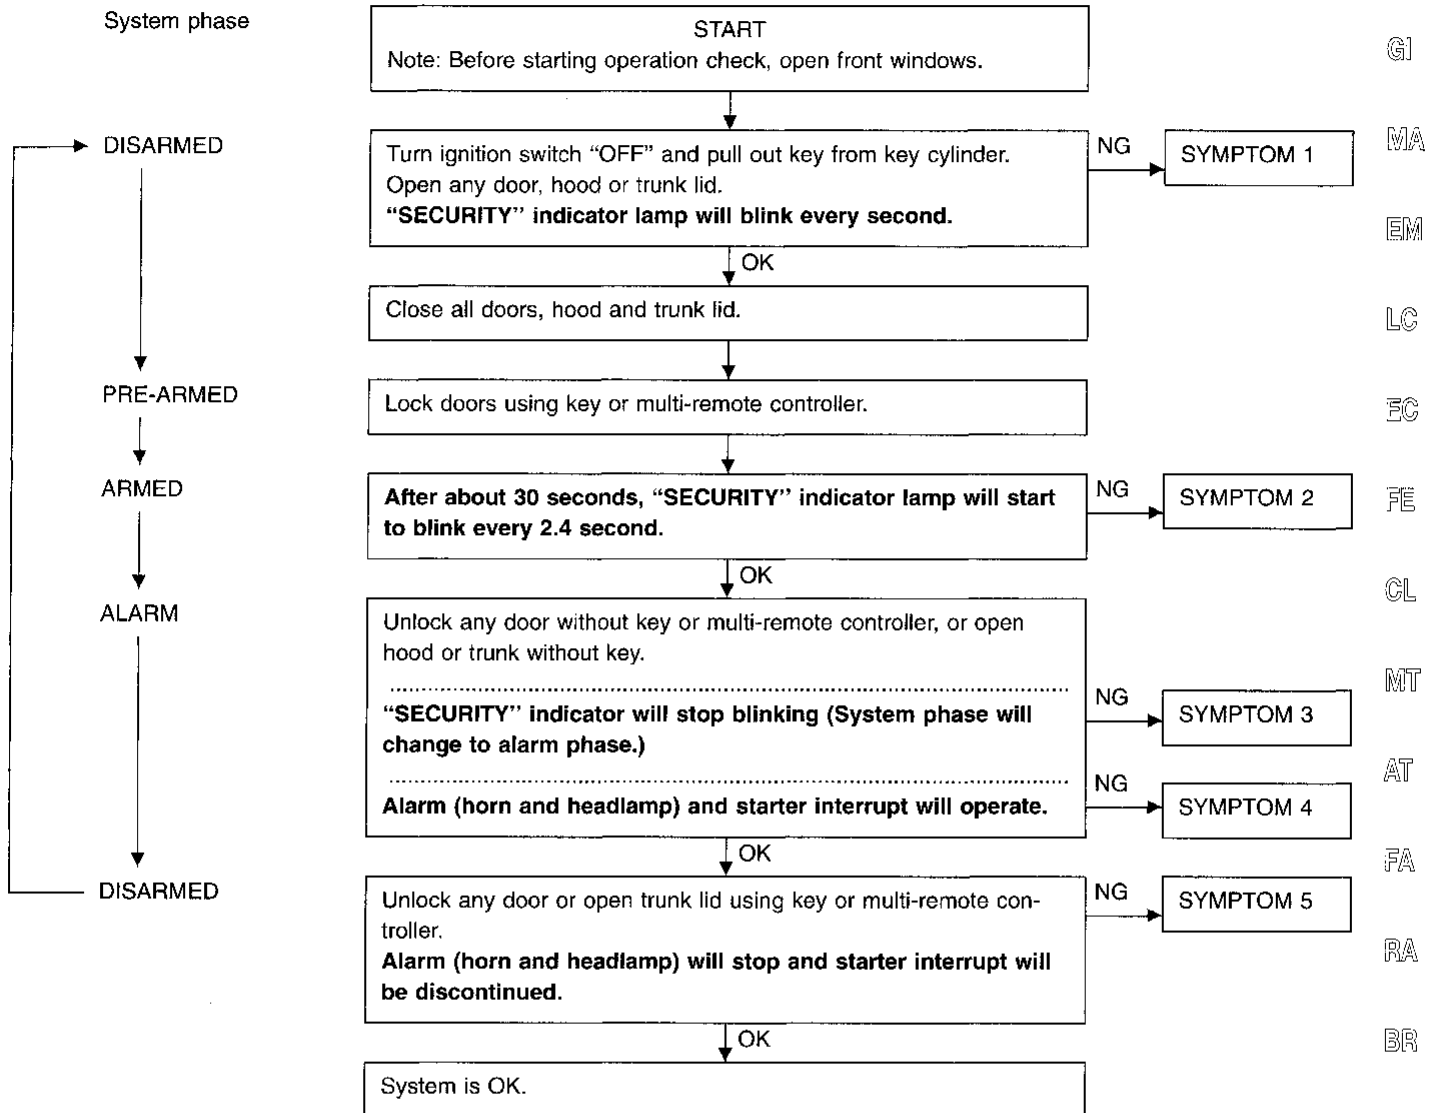 System phase
START
Note: Before starting operation check, open front windows.
GI
DISARMED
Turn ignition switch “OFF” and pull out key from key cylinder.
Open any door, hood or trunk lid.
“SECURITY” indicator lamp will blink every second.
NG
SYMPTOM 1
MA
EM
OK
Close all doors, hood and trunk lid.
LC
PRE-ARMED
Lock doors using key or multi-remote controller.
EC
ARMED
After about 30 seconds, “SECURITY” indicator lamp will start
to blink every 2.4 second.
NG
SYMPTOM 2
FE
OK
CL
ALARM
Unlock any door without key or multi-remote controller, or open
hood or trunk without key.
MT
“SECURITY” indicator will stop blinking (System phase will
change to alarm phase.)
NG
SYMPTOM 3
AT
Alarm (horn and headlamp) and starter interrupt will operate.
NG
SYMPTOM 4
OK
FA
DISARMED
Unlock any door or open trunk lid using key or multi-remote con-
troller.
Alarm (horn and headlamp) will stop and starter interrupt will
be discontinued.
NG
SYMPTOM 5
RA
OK
BR
System is OK.